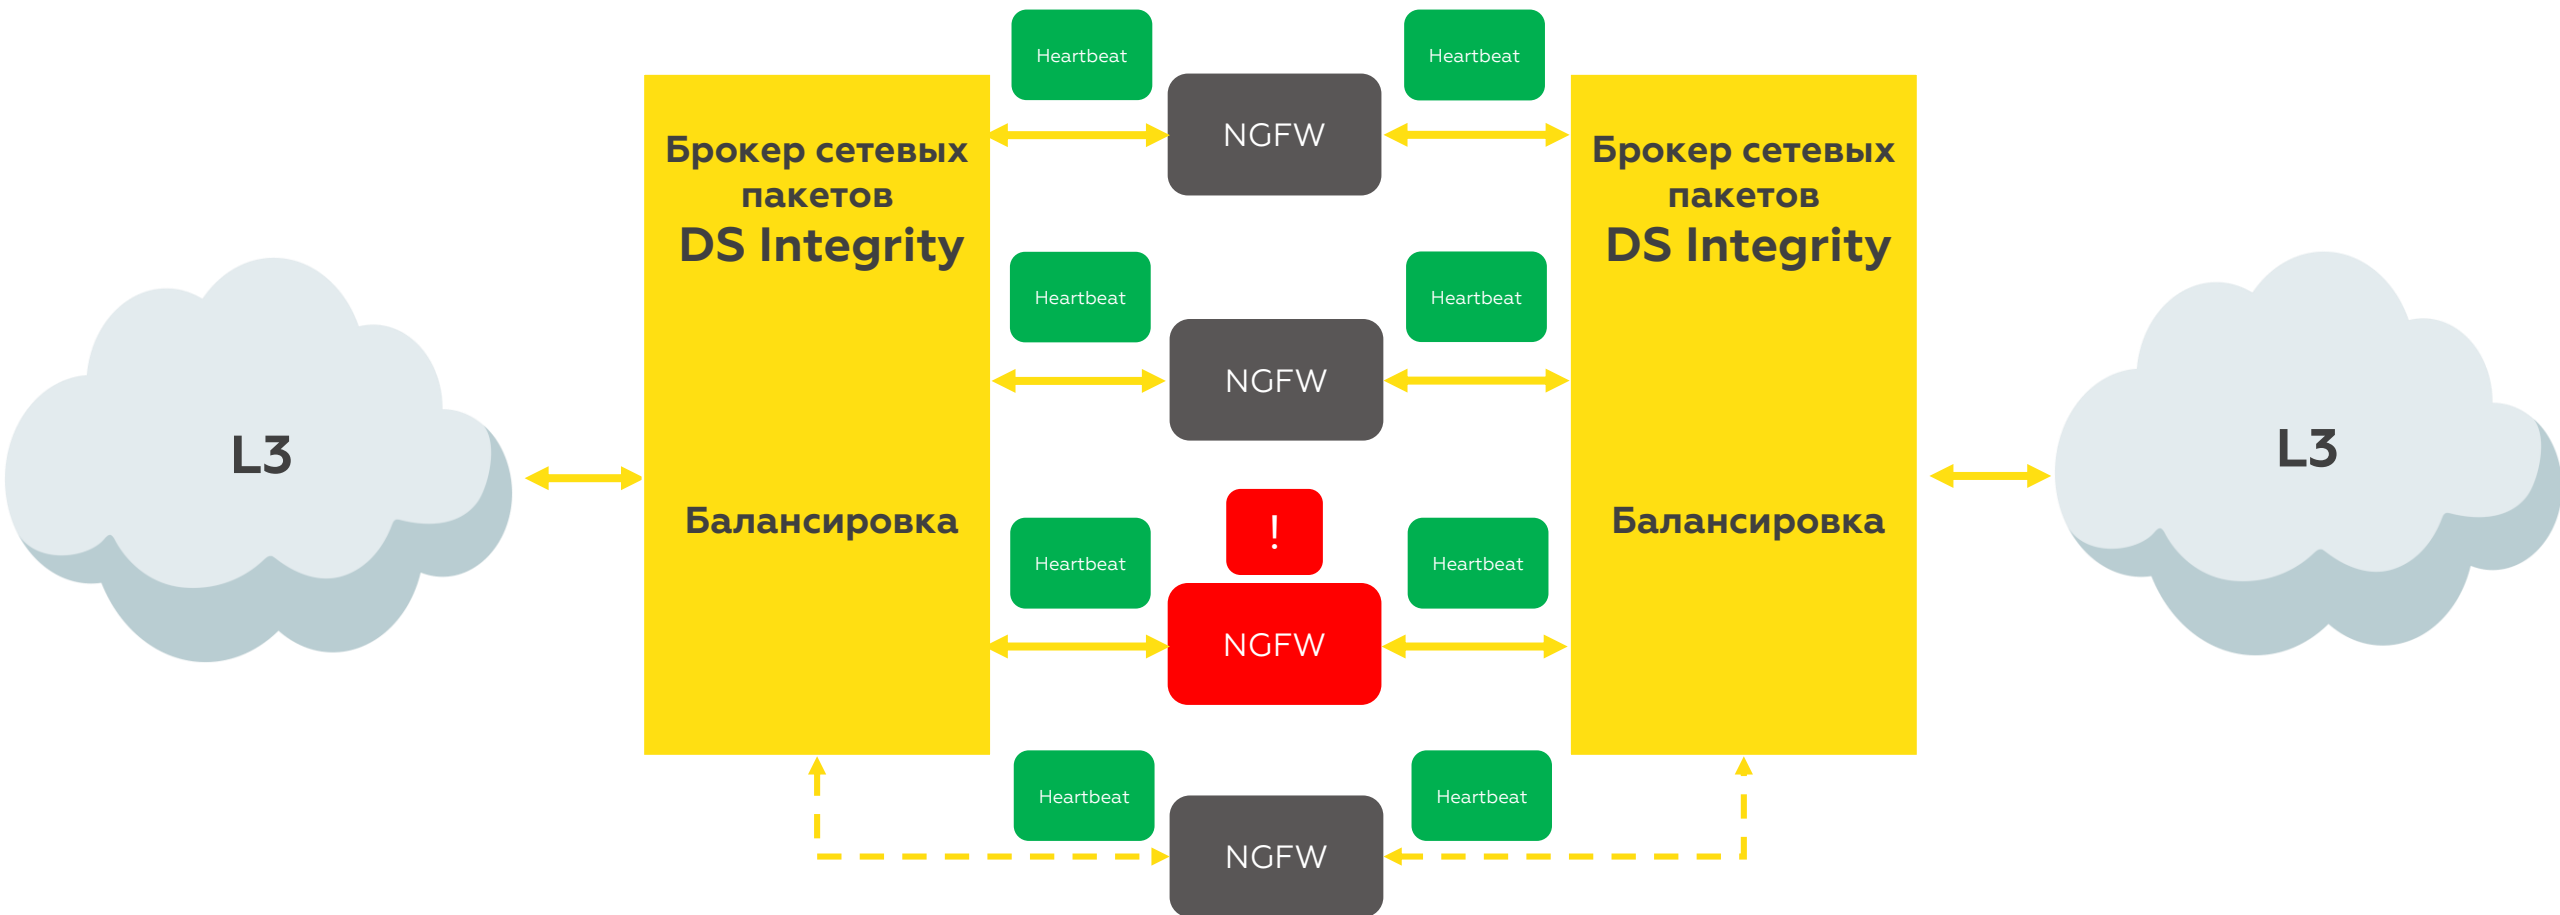 Heartbeat
Heartbeat
NGFW
Брокер сетевых
пакетов
DS Integrity
Брокер сетевых
пакетов
DS Integrity
Heartbeat
Heartbeat
NGFW
L3
L3
Балансировка
!
Балансировка
Heartbeat
Heartbeat
NGFW
Heartbeat
Heartbeat
NGFW